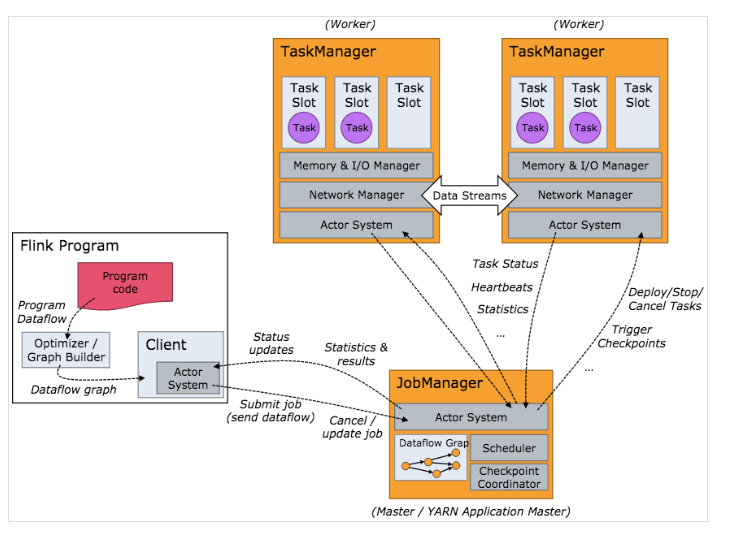 (Worker)
(Worker)
TaskManager
TaskManager
Task
Slot
Task
Task
Slot
Task
Task
Slot
Task
Slot
Task
Task
Slot
Task
Task
Slot
Memory & I/O Manager
Memory & I/O Manager
Network Manager
Data Streams
Network Manager
Actor System
Actor System
Flink Program
Program
code
Program
Dataflow
Optimizer /
Graph Builder
Dataflow graph
Client
Actor
System
Status
updates
Statistics &
results
Submit job
(send dataflow)
Cancel /
update job
Task Status
Heartbeats
Statistics
...
Deploy/Stop/
Cancel Tasks
Trigger
Checkpoints
...
JobManager
Actor System
Dataflow Grap
Scheduler
Checkpoint
Coordinator
(Master / YARN Application Master)